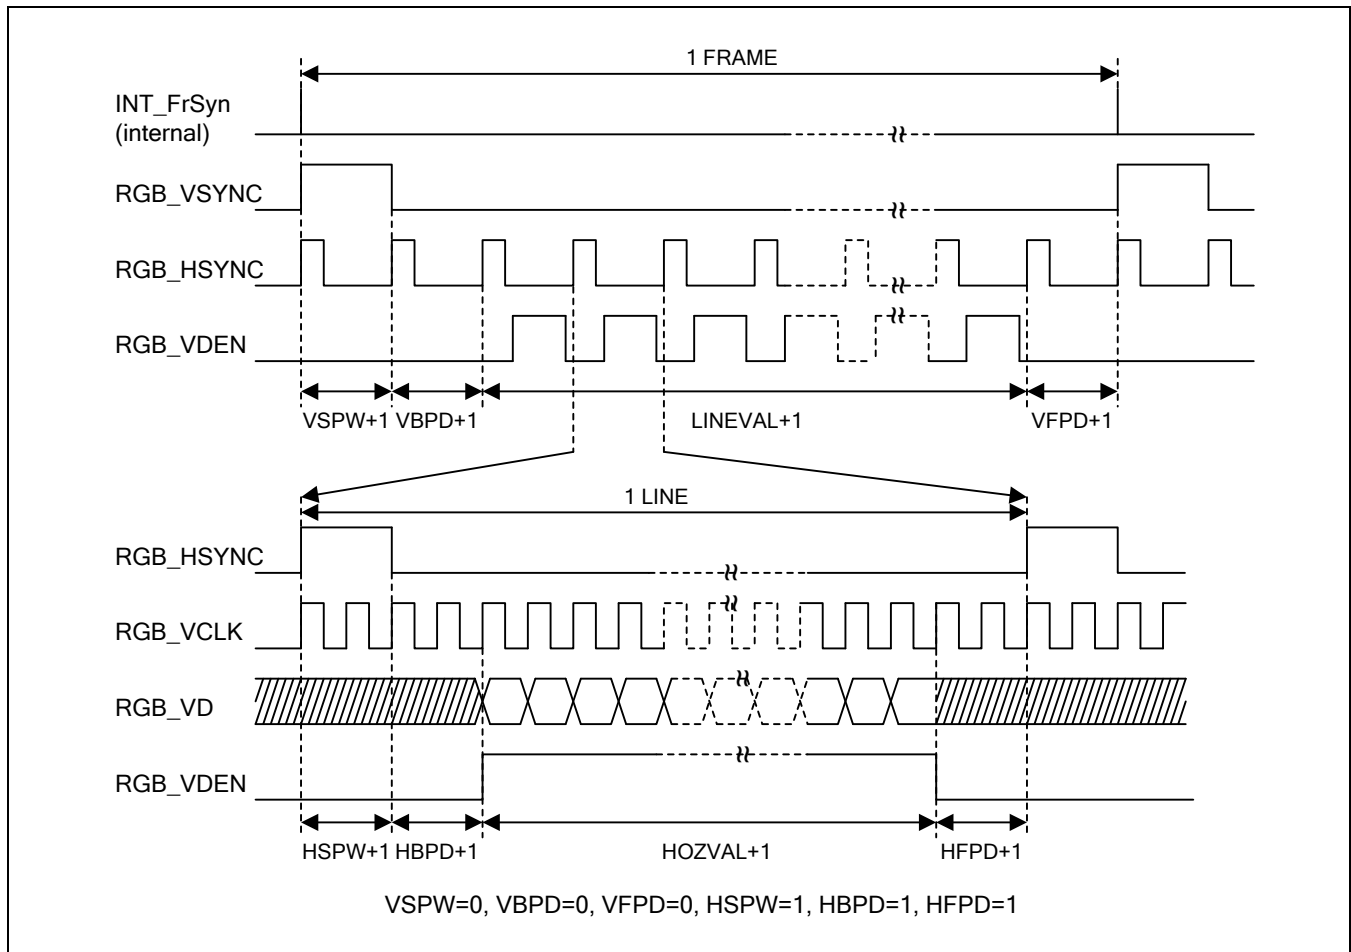 1 FRAME
INT_FrSyn
(internal)
RGB_VSYNC
RGB_HSYNC
RGB_VDEN
VSPW+1 VBPD+1 LINEVAL+1 VFPD+1
1 LINE
RGB_HSYNC
RGB_VCLK
RGB_VD
RGB_VDEN
HSPW+1 HBPD+1 HOZVAL+1 HFPD+1
VSPW=0, VBPD=0, VFPD=0, HSPW=1, HBPD=1, HFPD=1